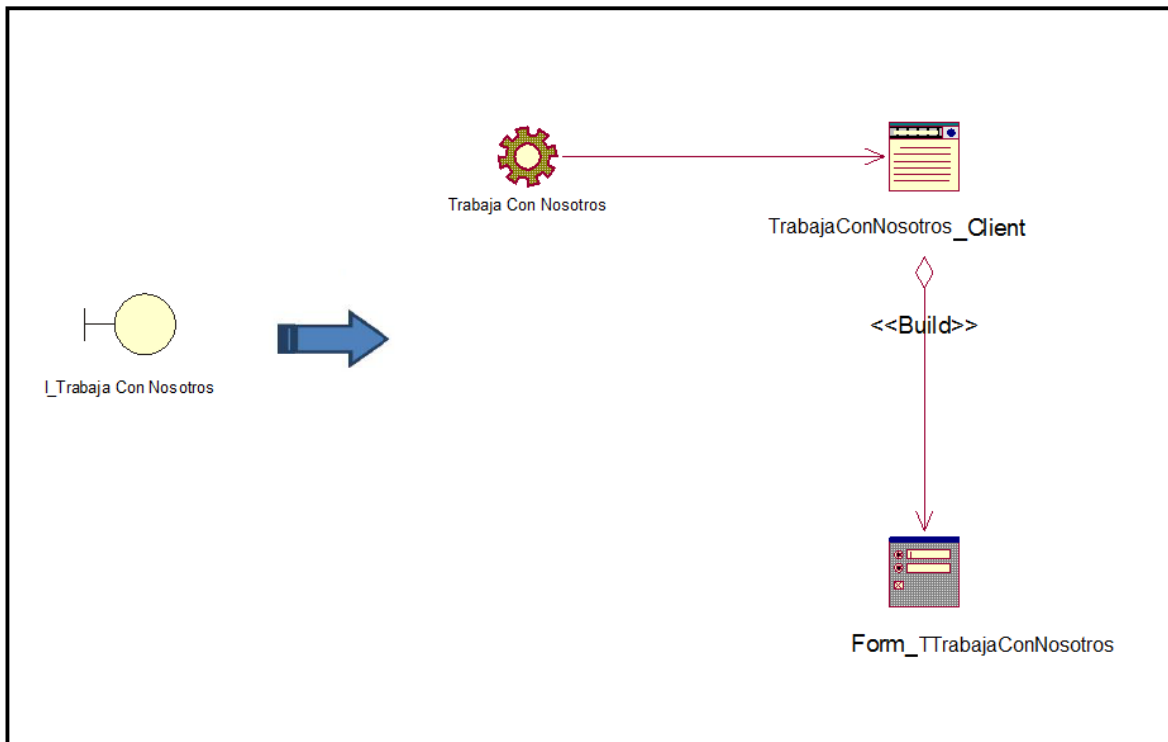 Trabaja Con Nosotros
TrabajaConNosotros_Client
<<Build>>
I_Trabaja Con Nosotros
Form_TTrabajaConNosotros